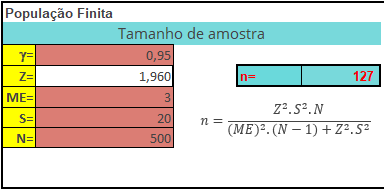 População Finita
Tamanho de amostra
γ= 0,95
Z= 1,960
n= 127
ME= 3
S= 20
N= 500
n = Z².S².N / (ME)².(N − 1) + Z².S²